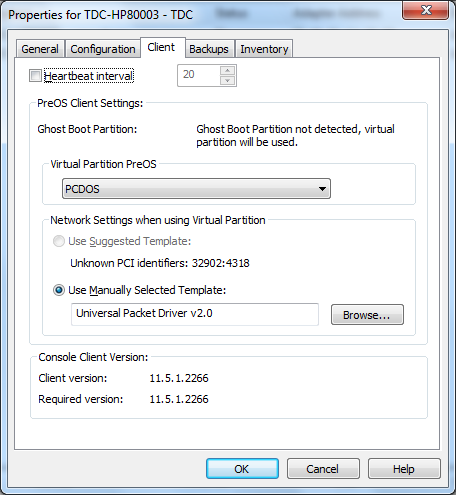 Properties for TDC-HP80003 - TDC
General Configuration Client Backups Inventory
Heartbeat interval 20
PreOS Client Settings:
Ghost Boot Partition: Ghost Boot Partition not detected, virtual
partition will be used.
Virtual Partition PreOS
PCDOS
Network Settings when using Virtual Partition
Use Suggested Template:
Unknown PCI identifiers: 32902:4318
Use Manually Selected Template:
Universal Packet Driver v2.0 Browse...
Console Client Version:
Client version: 11.5.1.2266
Required version: 11.5.1.2266
OK Cancel Help